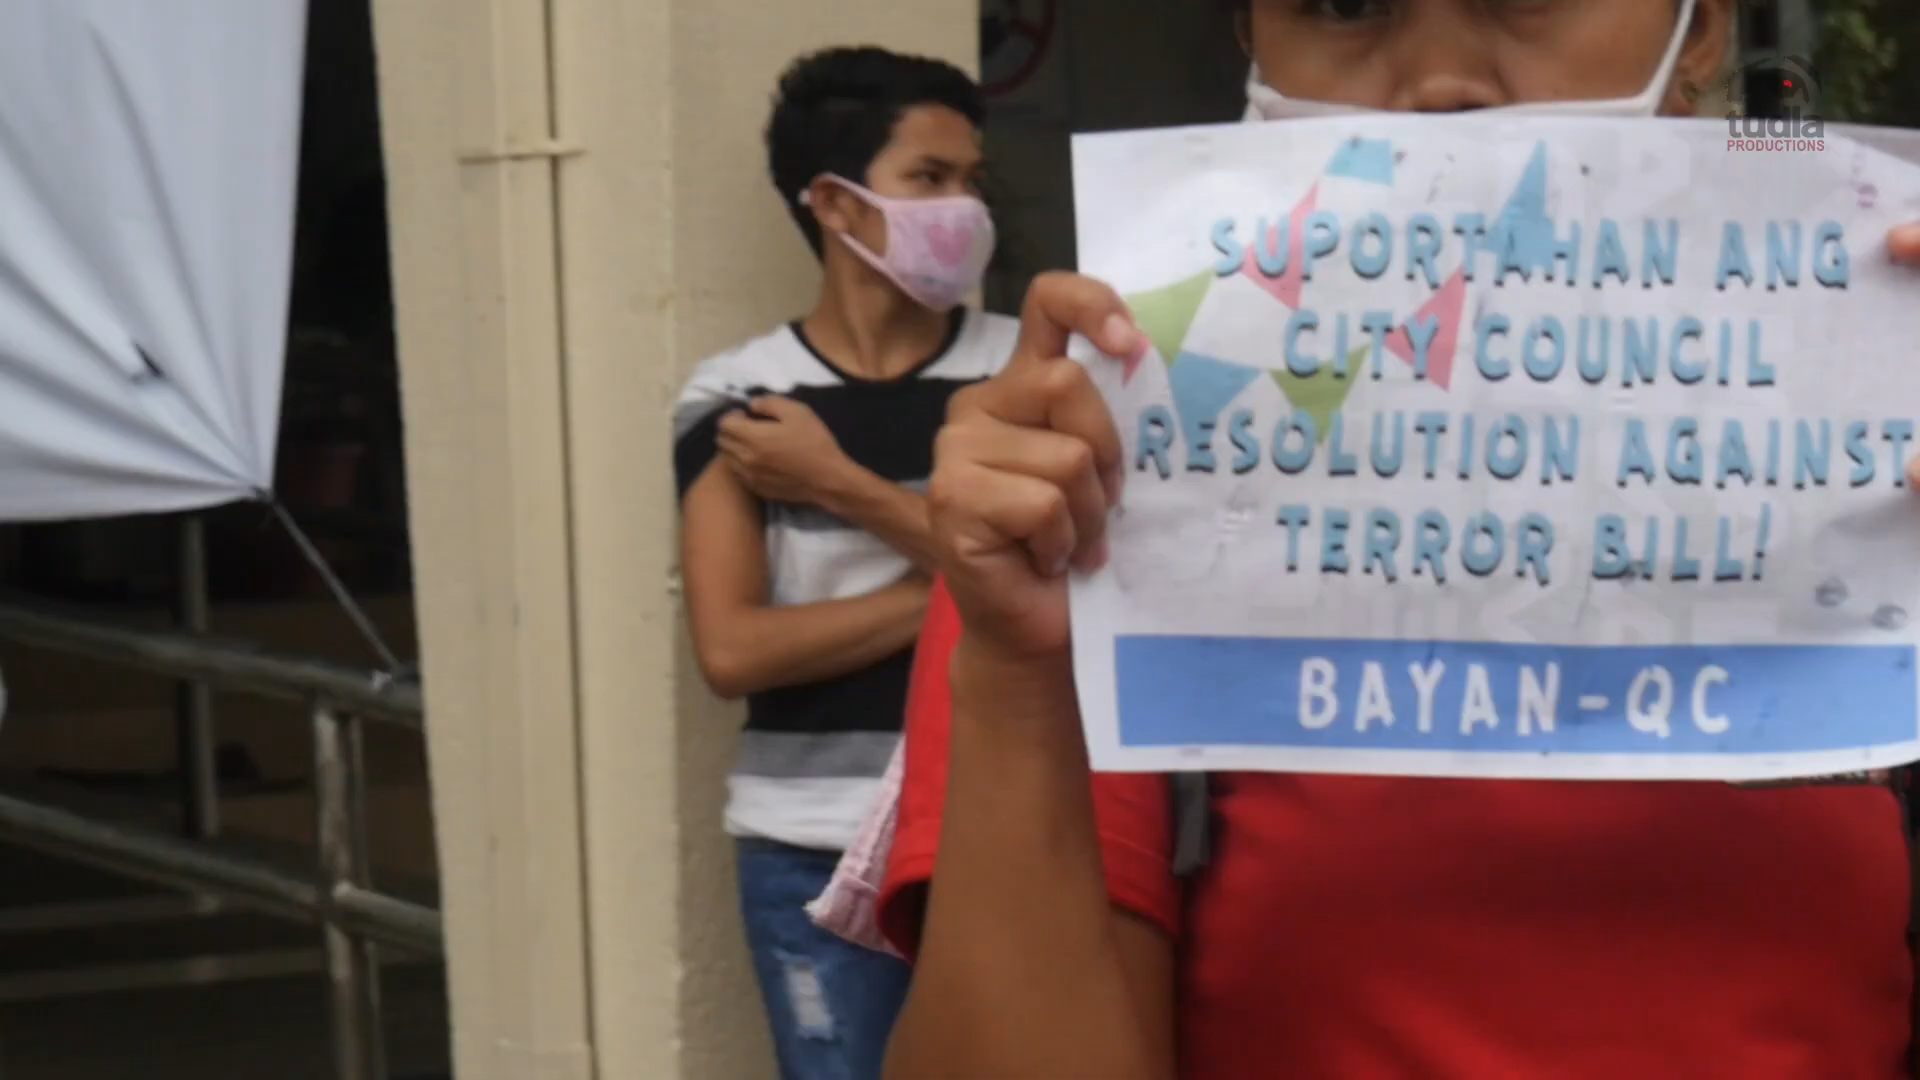 tudla
PRODUCTIONS
SUPORTAHAN ANG
CITY COUNCIL
RESOLUTION AGAINST
TERROR BILL!
BAYAN-QC